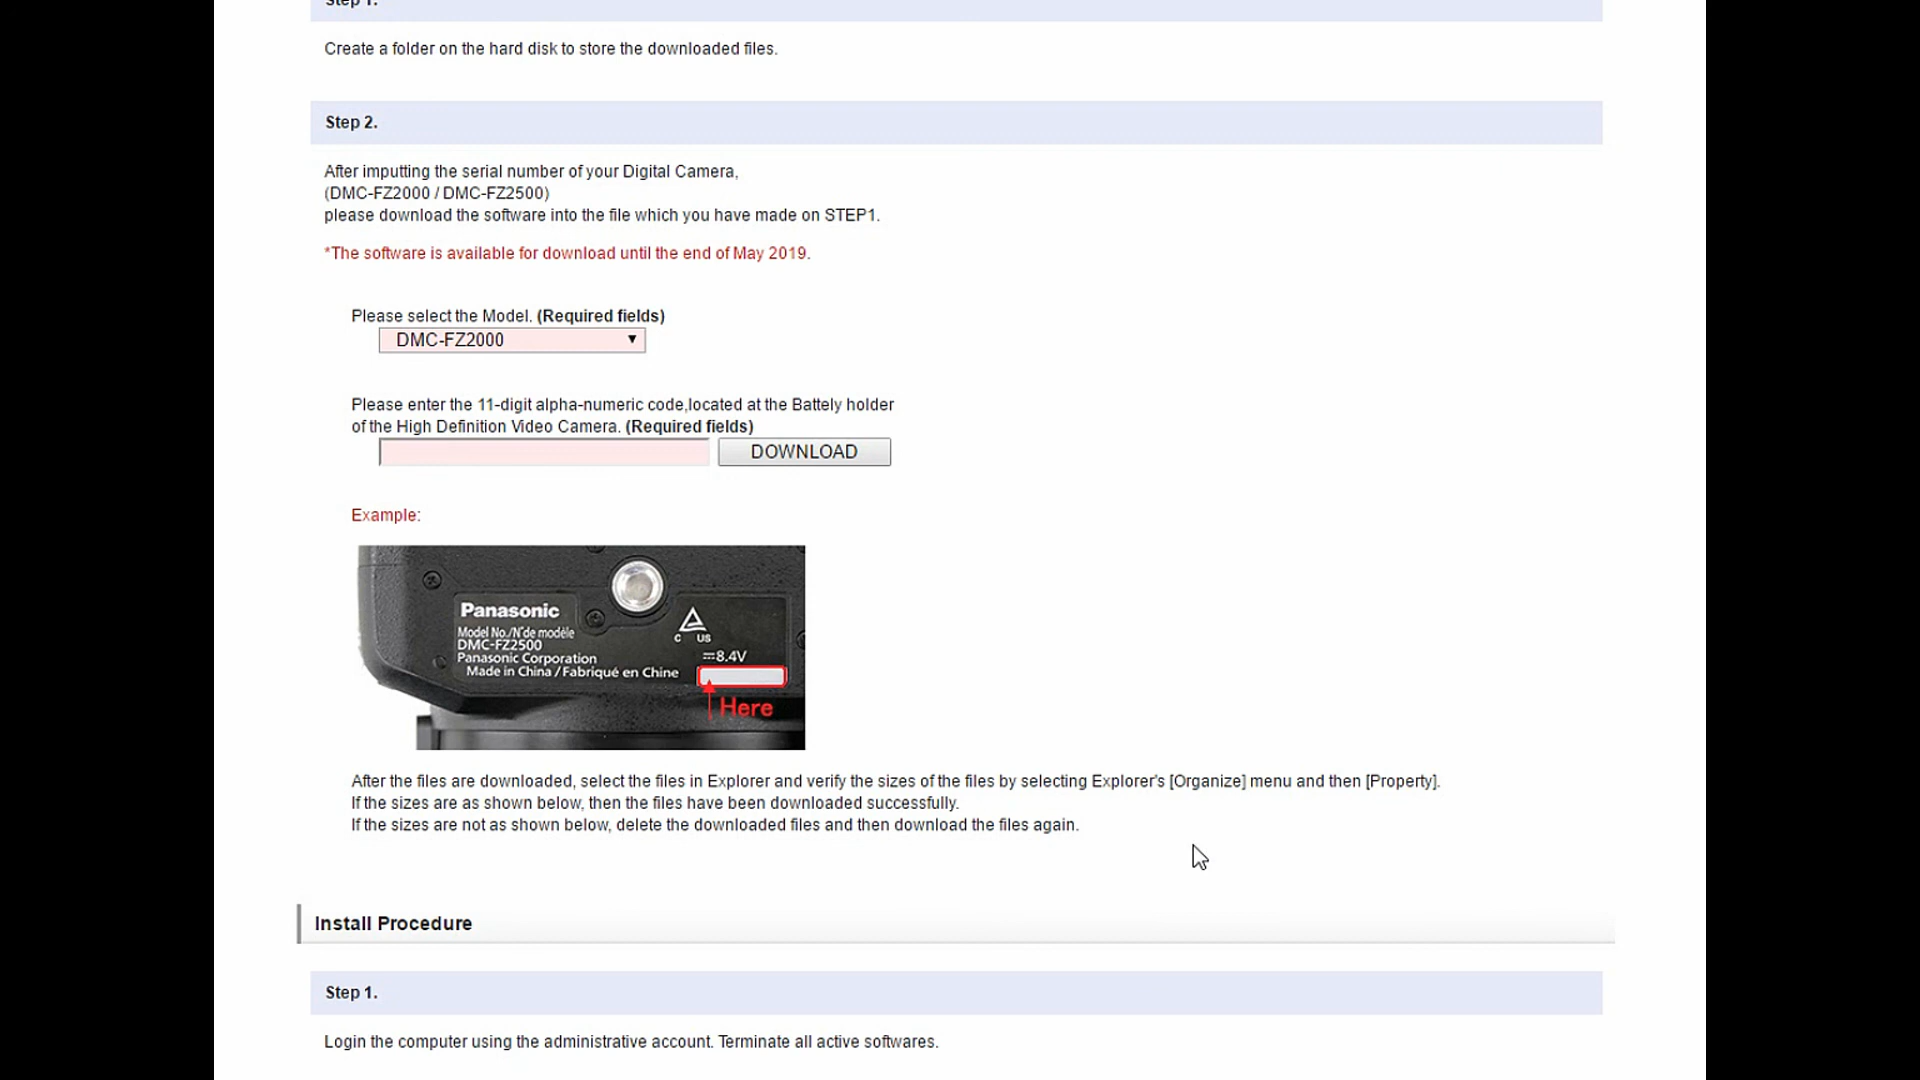 Step 1.
Create a folder on the hard disk to store the downloaded files.
Step 2.
After imputting the serial number of your Digital Camera,
(DMC-FZ2000 / DMC-FZ2500)
please download the software into the file which you have made on STEP1.
*The software is available for download until the end of May 2019.
Please select the Model. (Required fields)
DMC-FZ2000
Please enter the 11-digit alpha-numeric code,located at the Battely holder
of the High Definition Video Camera. (Required fields)
DOWNLOAD
Example:
Panasonic
Model No./N° de modèle
DMC-FZ2500
Panasonic Corporation
Made in China / Fabriqué en Chine
C US
⎓8.4V
Here
After the files are downloaded, select the files in Explorer and verify the sizes of the files by selecting Explorer's [Organize] menu and then [Property].
If the sizes are as shown below, then the files have been downloaded successfully.
If the sizes are not as shown below, delete the downloaded files and then download the files again.
Install Procedure
Step 1.
Login the computer using the administrative account. Terminate all active softwares.